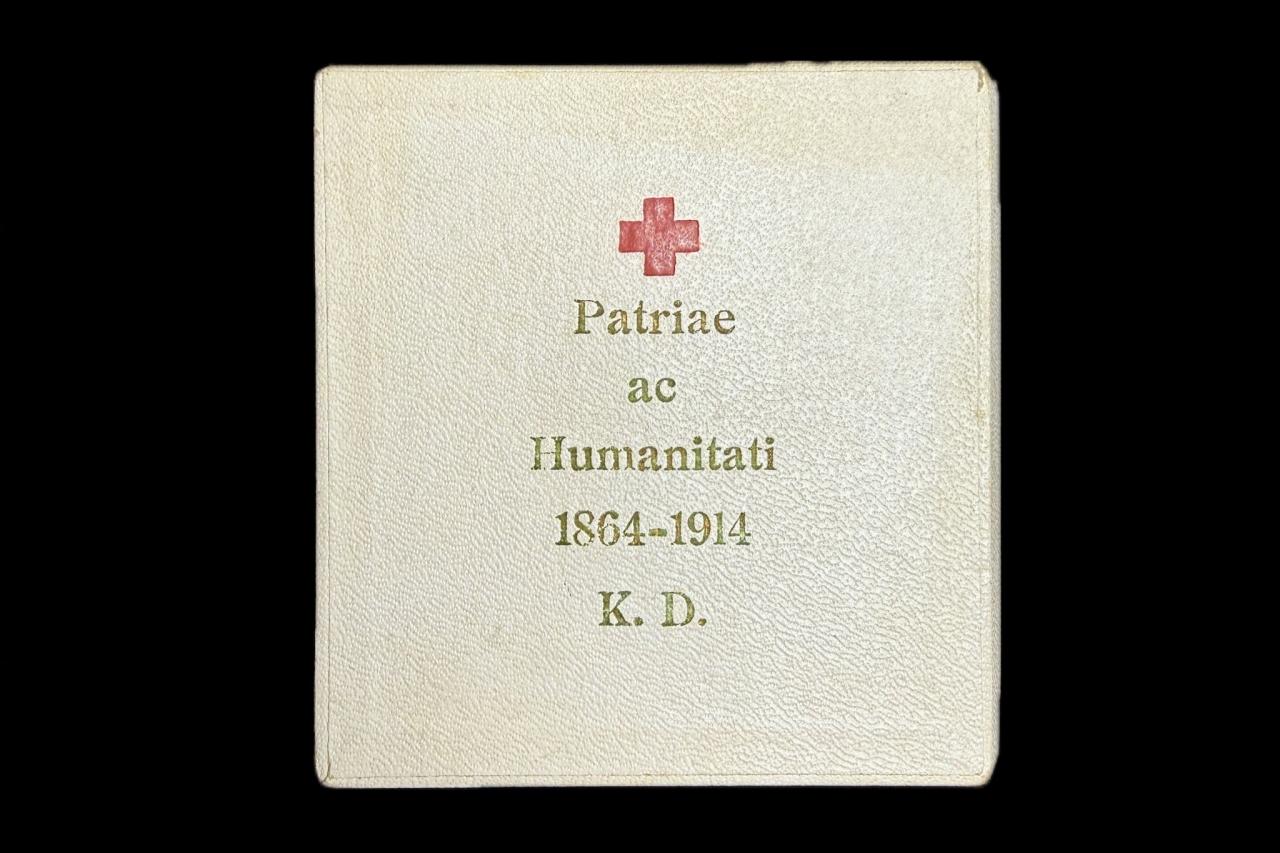 Patriae
ac
Humanitati
1864-1914
K. D.